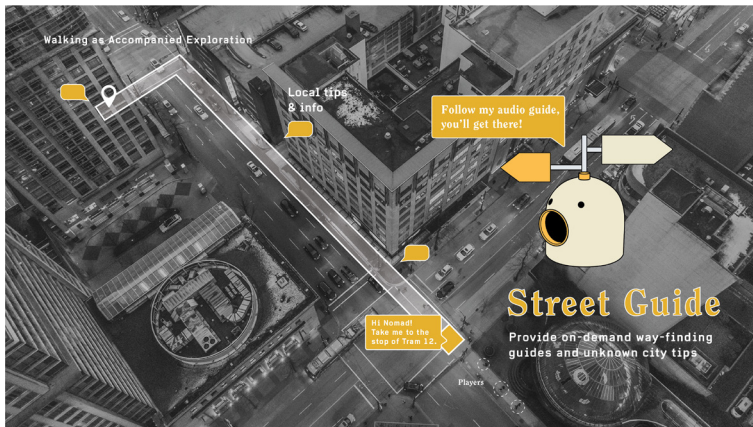 Walking as Accompanied Exploration
Local tips
& info
Follow my audio guide,
you'll get there!
Street Guide
Provide on-demand way-finding
guides and unknown city tips
Hi Nomad!
Take me to the
stop of Tram 12.
Players